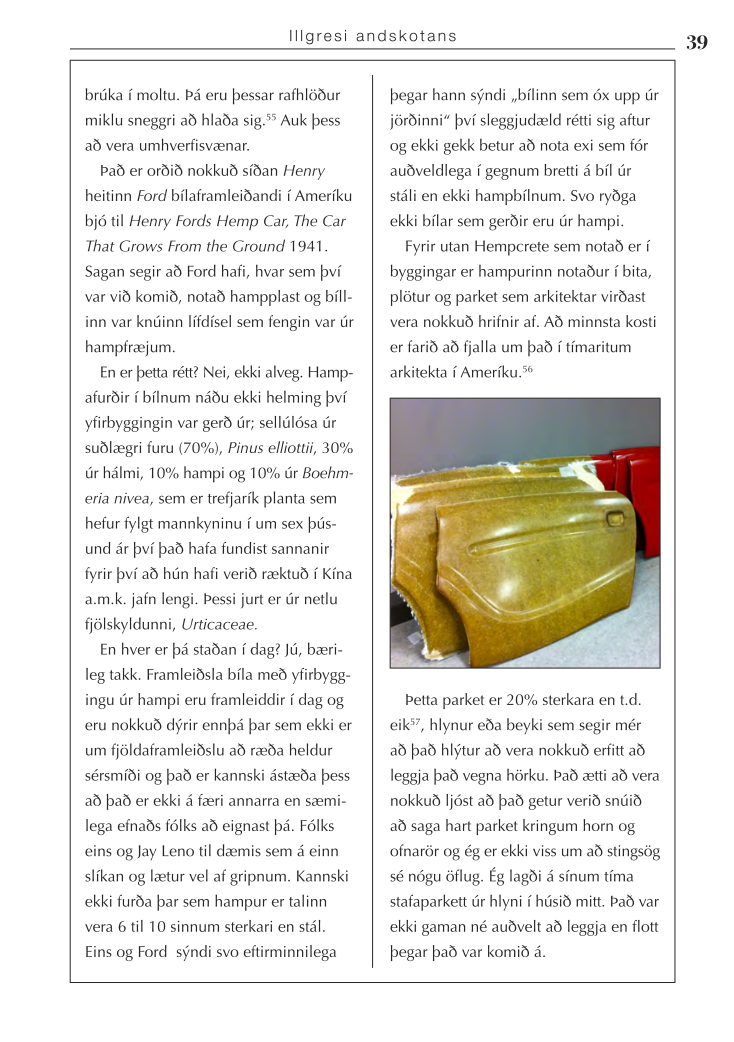 Illgresi andskotans
39
brúka í moltu. Þá eru þessar rafhlöður
miklu sneggri að hlaða sig.⁵⁵ Auk þess
að vera umhverfisvænar.
Það er orðið nokkuð síðan Henry
heitinn Ford bílaframleiðandi í Ameríku
bjó til Henry Fords Hemp Car, The Car
That Grows From the Ground 1941.
Sagan segir að Ford hafi, hvar sem því
var við komið, notað hampplast og bíll-
inn var knúinn lífdísel sem fengin var úr
hampfræjum.
En er þetta rétt? Nei, ekki alveg. Hamp-
afurðir í bílnum náðu ekki helming því
yfirbyggingin var gerð úr; sellúlósa úr
suðlægri furu (70%), Pinus elliottii, 30%
úr hálmi, 10% hampi og 10% úr Boehm-
eria nivea, sem er trefjarík planta sem
hefur fylgt mannkyninu í um sex þús-
und ár því það hafa fundist sannanir
fyrir því að hún hafi verið ræktuð í Kína
a.m.k. jafn lengi. Þessi jurt er úr netlu
fjölskyldunni, Urticaceae.
En hver er þá staðan í dag? Jú, bæri-
leg takk. Framleiðsla bíla með yfirbygg-
ingu úr hampi eru framleiddir í dag og
eru nokkuð dýrir ennþá þar sem ekki er
um fjöldaframleiðslu að ræða heldur
sérsmíði og það er kannski ástæða þess
að það er ekki á færi annarra en sæmi-
lega efnaðs fólks að eignast þá. Fólks
eins og Jay Leno til dæmis sem á einn
slíkan og lætur vel af gripnum. Kannski
ekki furða þar sem hampur er talinn
vera 6 til 10 sinnum sterkari en stál.
Eins og Ford  sýndi svo eftirminnilega
þegar hann sýndi „bílinn sem óx upp úr
jörðinni“ því sleggjudæld rétti sig aftur
og ekki gekk betur að nota exi sem fór
auðveldlega í gegnum bretti á bíl úr
stáli en ekki hampbílnum. Svo ryðga
ekki bílar sem gerðir eru úr hampi.
Fyrir utan Hempcrete sem notað er í
byggingar er hampurinn notaður í bita,
plötur og parket sem arkitektar virðast
vera nokkuð hrifnir af. Að minnsta kosti
er farið að fjalla um það í tímaritum
arkitekta í Ameríku.⁵⁶
Þetta parket er 20% sterkara en t.d.
eik⁵⁷, hlynur eða beyki sem segir mér
að það hlýtur að vera nokkuð erfitt að
leggja það vegna hörku. Það ætti að vera
nokkuð ljóst að það getur verið snúið
að saga hart parket kringum horn og
ofnarör og ég er ekki viss um að stingsög
sé nógu öflug. Ég lagði á sínum tíma
stafaparkett úr hlyni í húsið mitt. Það var
ekki gaman né auðvelt að leggja en flott
þegar það var komið á.